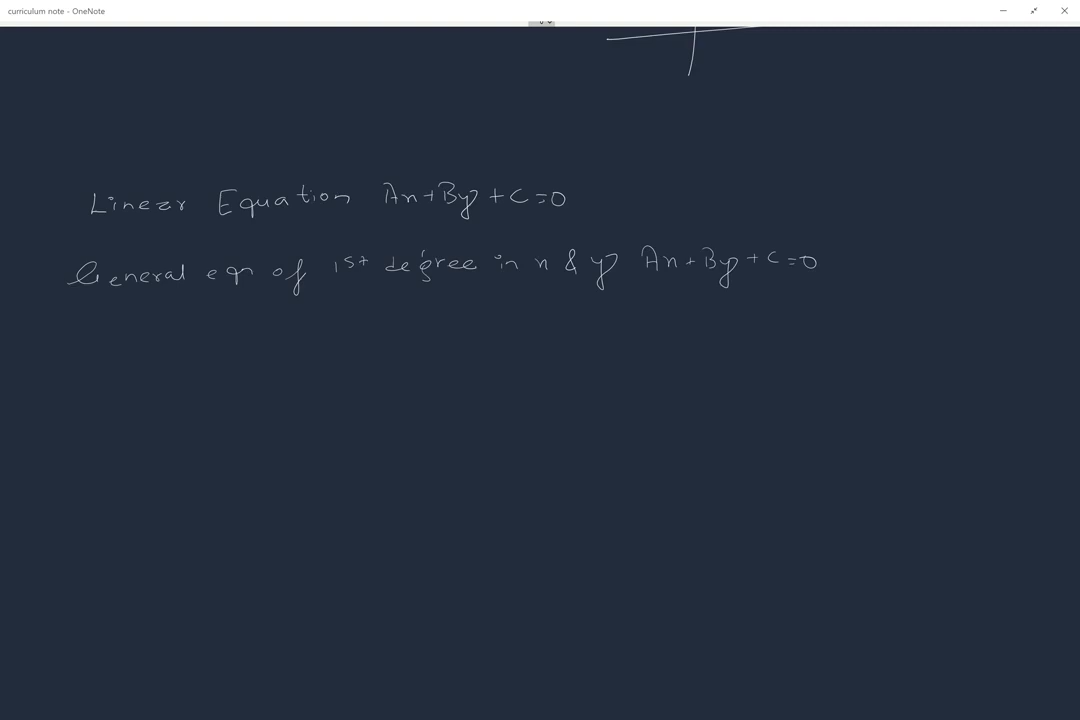 curriculum note - OneNote
Linear Equation Ax+By+C=0
General eqn of 1st degree in x & y Ax+By+C=0